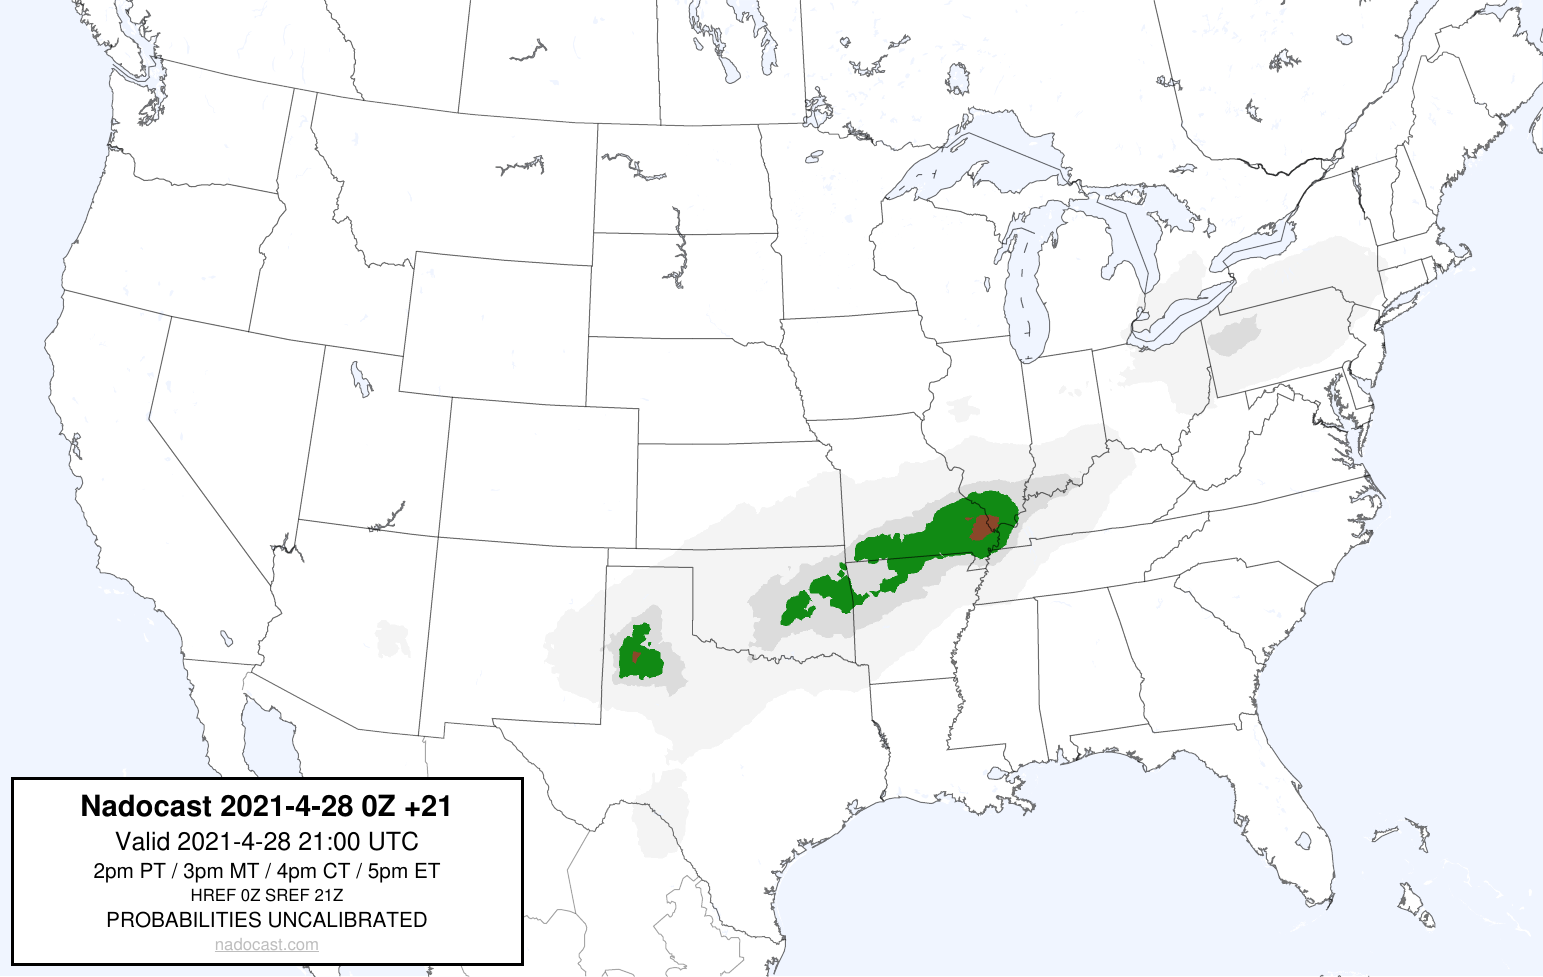 Nadocast 2021-4-28 0Z +21
Valid 2021-4-28 21:00 UTC
2pm PT / 3pm MT / 4pm CT / 5pm ET
HREF 0Z SREF 21Z
PROBABILITIES UNCALIBRATED
nadocast.com